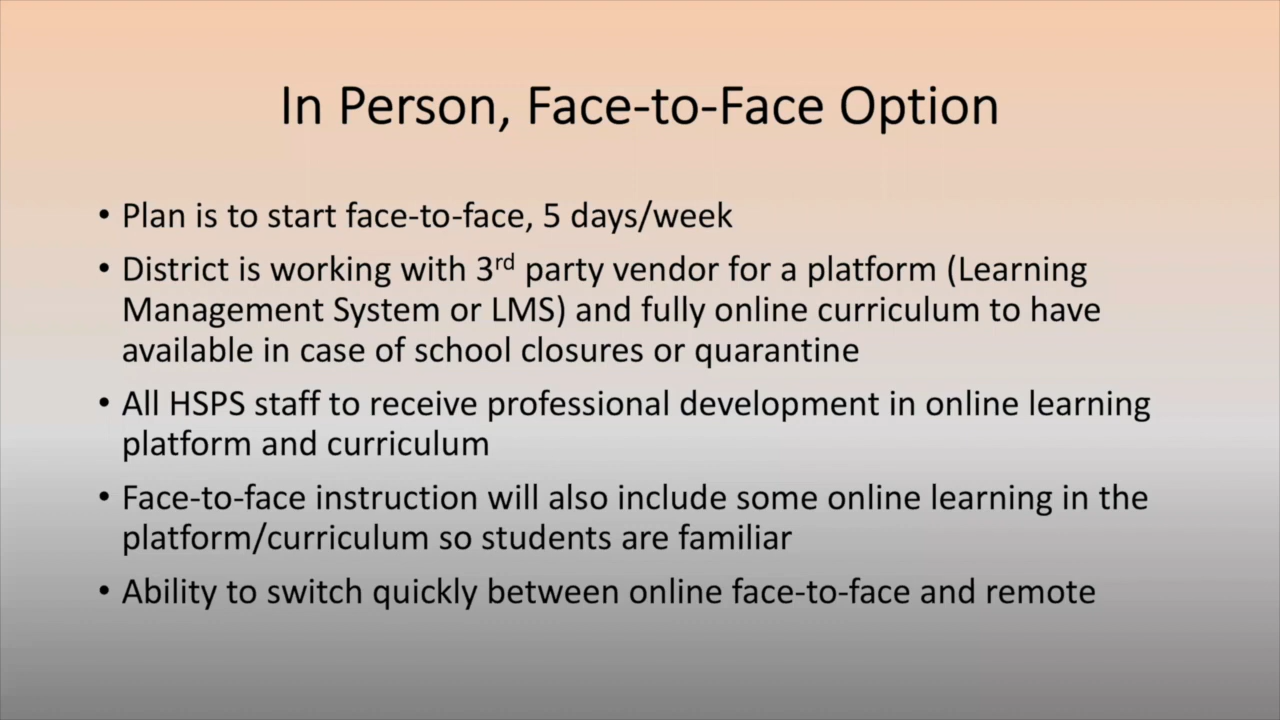 In Person, Face-to-Face Option
• Plan is to start face-to-face, 5 days/week
• District is working with 3rd party vendor for a platform (Learning
Management System or LMS) and fully online curriculum to have
available in case of school closures or quarantine
• All HSPS staff to receive professional development in online learning
platform and curriculum
• Face-to-face instruction will also include some online learning in the
platform/curriculum so students are familiar
• Ability to switch quickly between online face-to-face and remote